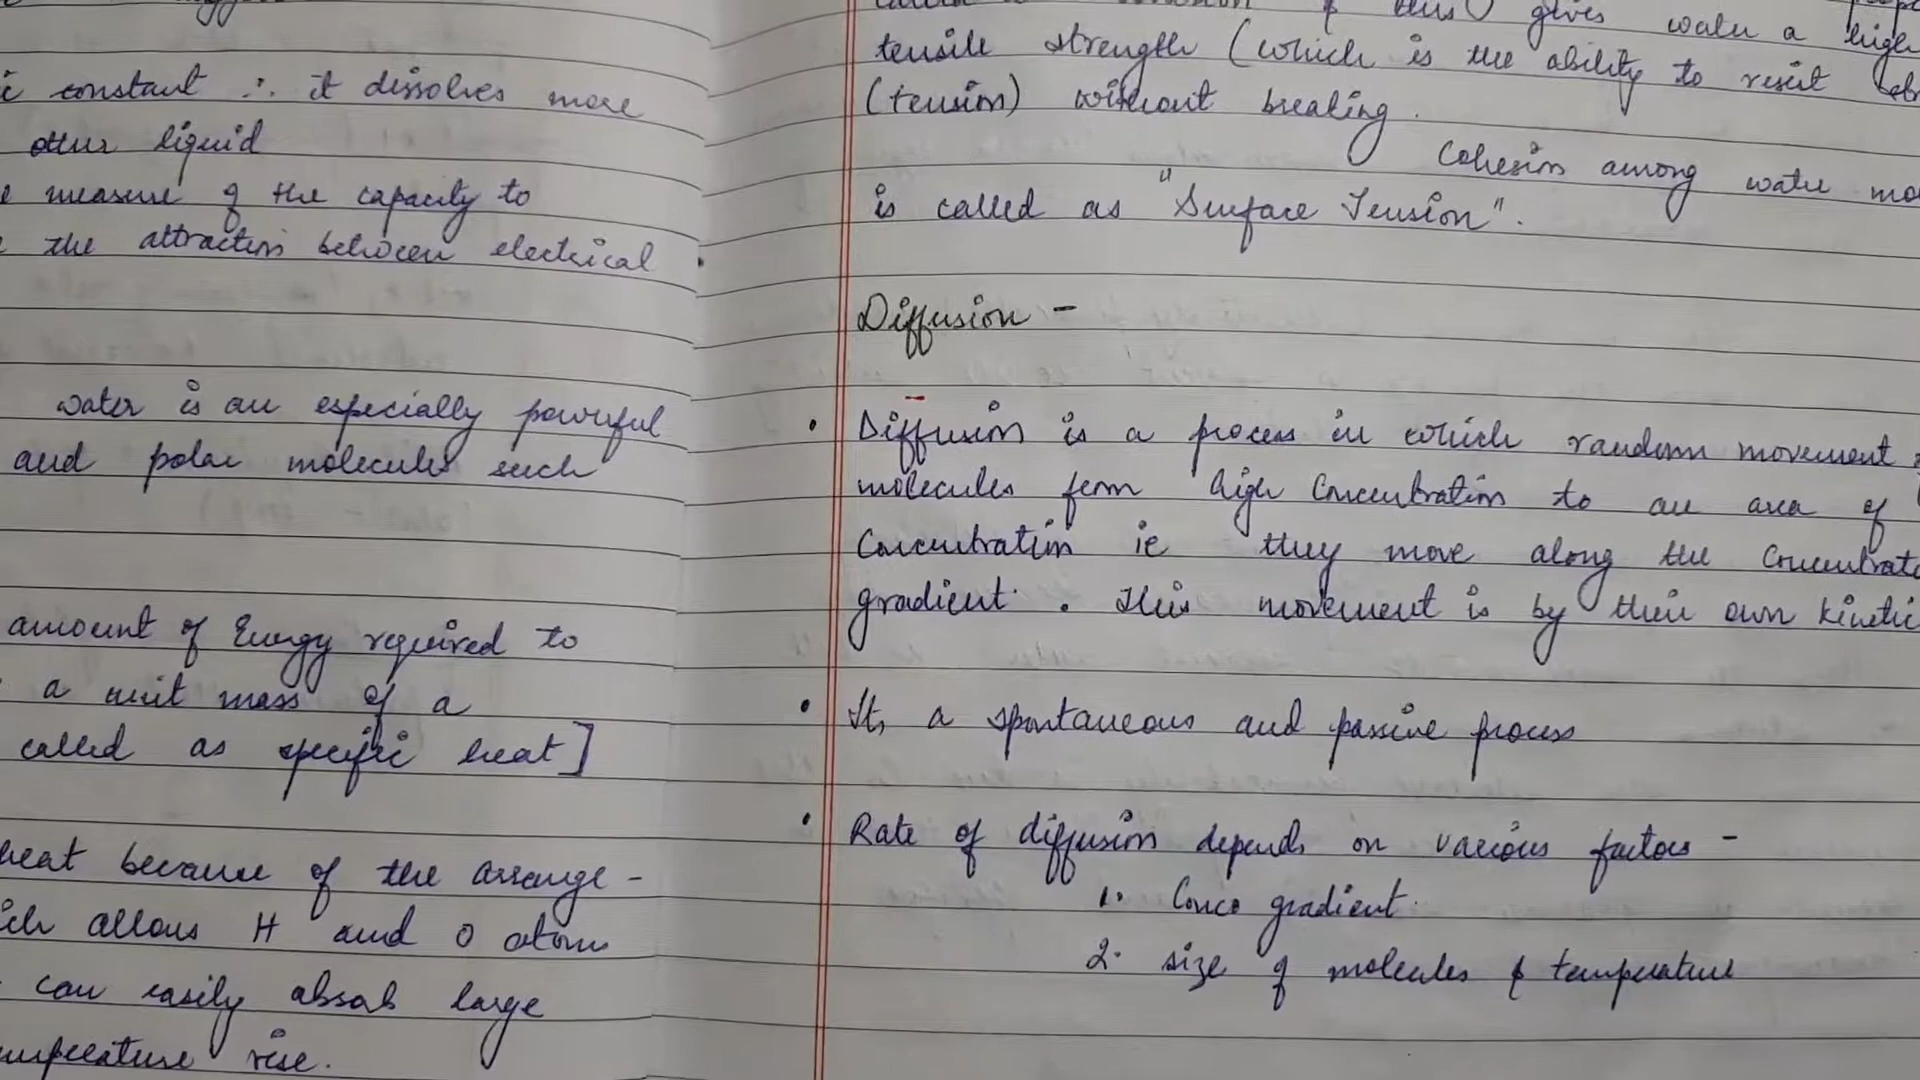 ic constant ∴ it dissolves more
other liquid
measure of the capacity to
the attraction between electrical
water is an especially powerful
and polar molecules such
amount of Energy required to
a unit mass of a
called as specific heat]
heat because of the arrange -
allows H and O atoms
can easily absorb large
temperature rise.
gives water a high
tensile strength (which is the ability to resist
(tension) without breaking.
Cohesion among water
is called as "Surface Tension".
Diffusion -
• Diffusion is a process in which random movement
molecules form high Concentration to an area of
Concentration ie they move along the
gradient. This movement is by their own kinetic
• Its a spontaneous and passive process
• Rate of diffusion depends on various factors -
1. Conc. gradient.
2. size of molecules & temperature